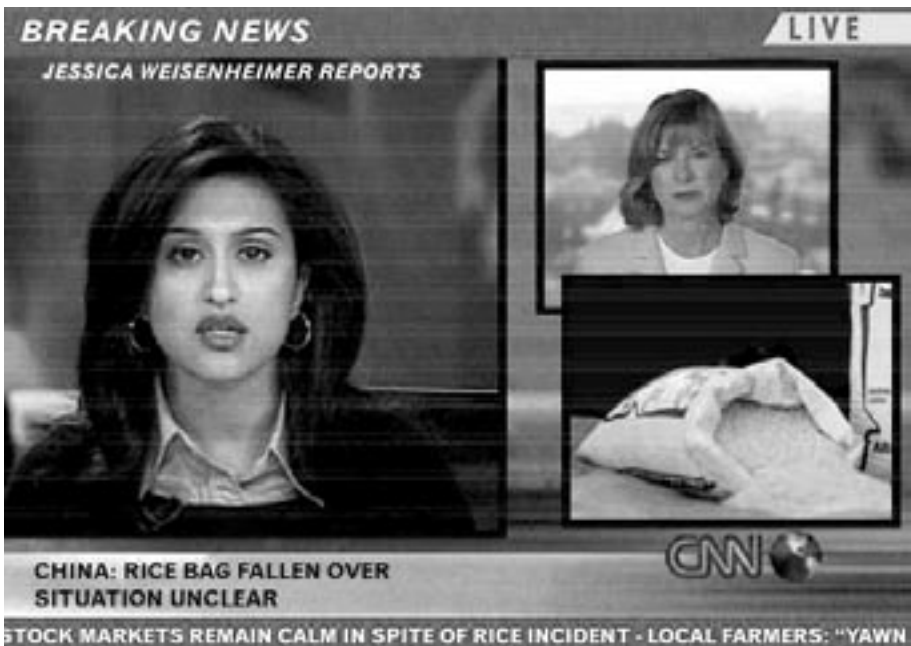 BREAKING NEWS
LIVE
JESSICA WEISENHEIMER REPORTS
CNN
CHINA: RICE BAG FALLEN OVER
SITUATION UNCLEAR
STOCK MARKETS REMAIN CALM IN SPITE OF RICE INCIDENT - LOCAL FARMERS: “YAWN